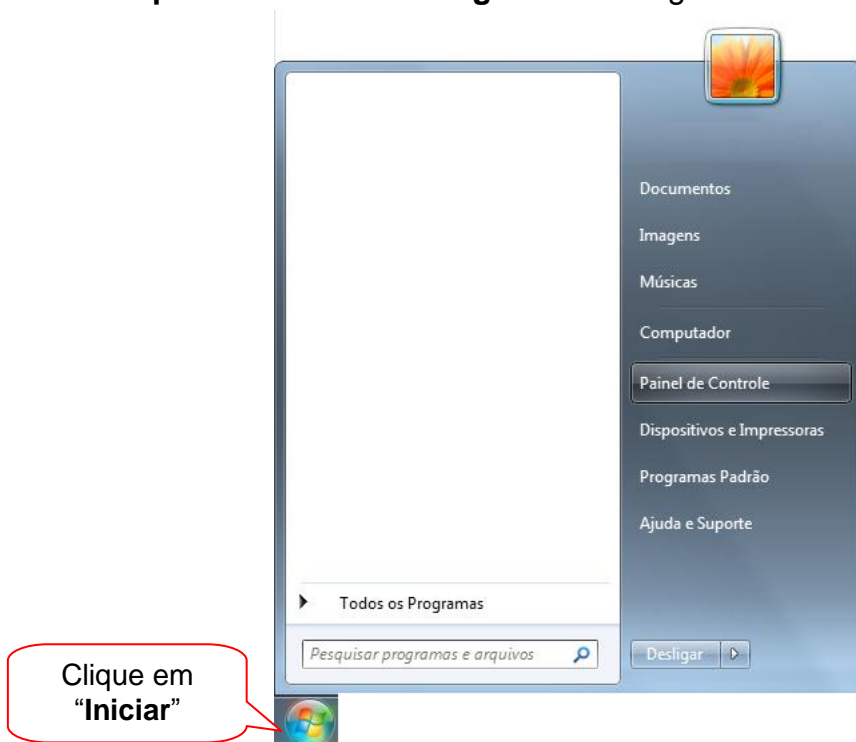 Documentos
Imagens
Músicas
Computador
Painel de Controle
Dispositivos e Impressoras
Programas Padrão
Ajuda e Suporte
Todos os Programas
Pesquisar programas e arquivos
Desligar
Clique em
“Iniciar”